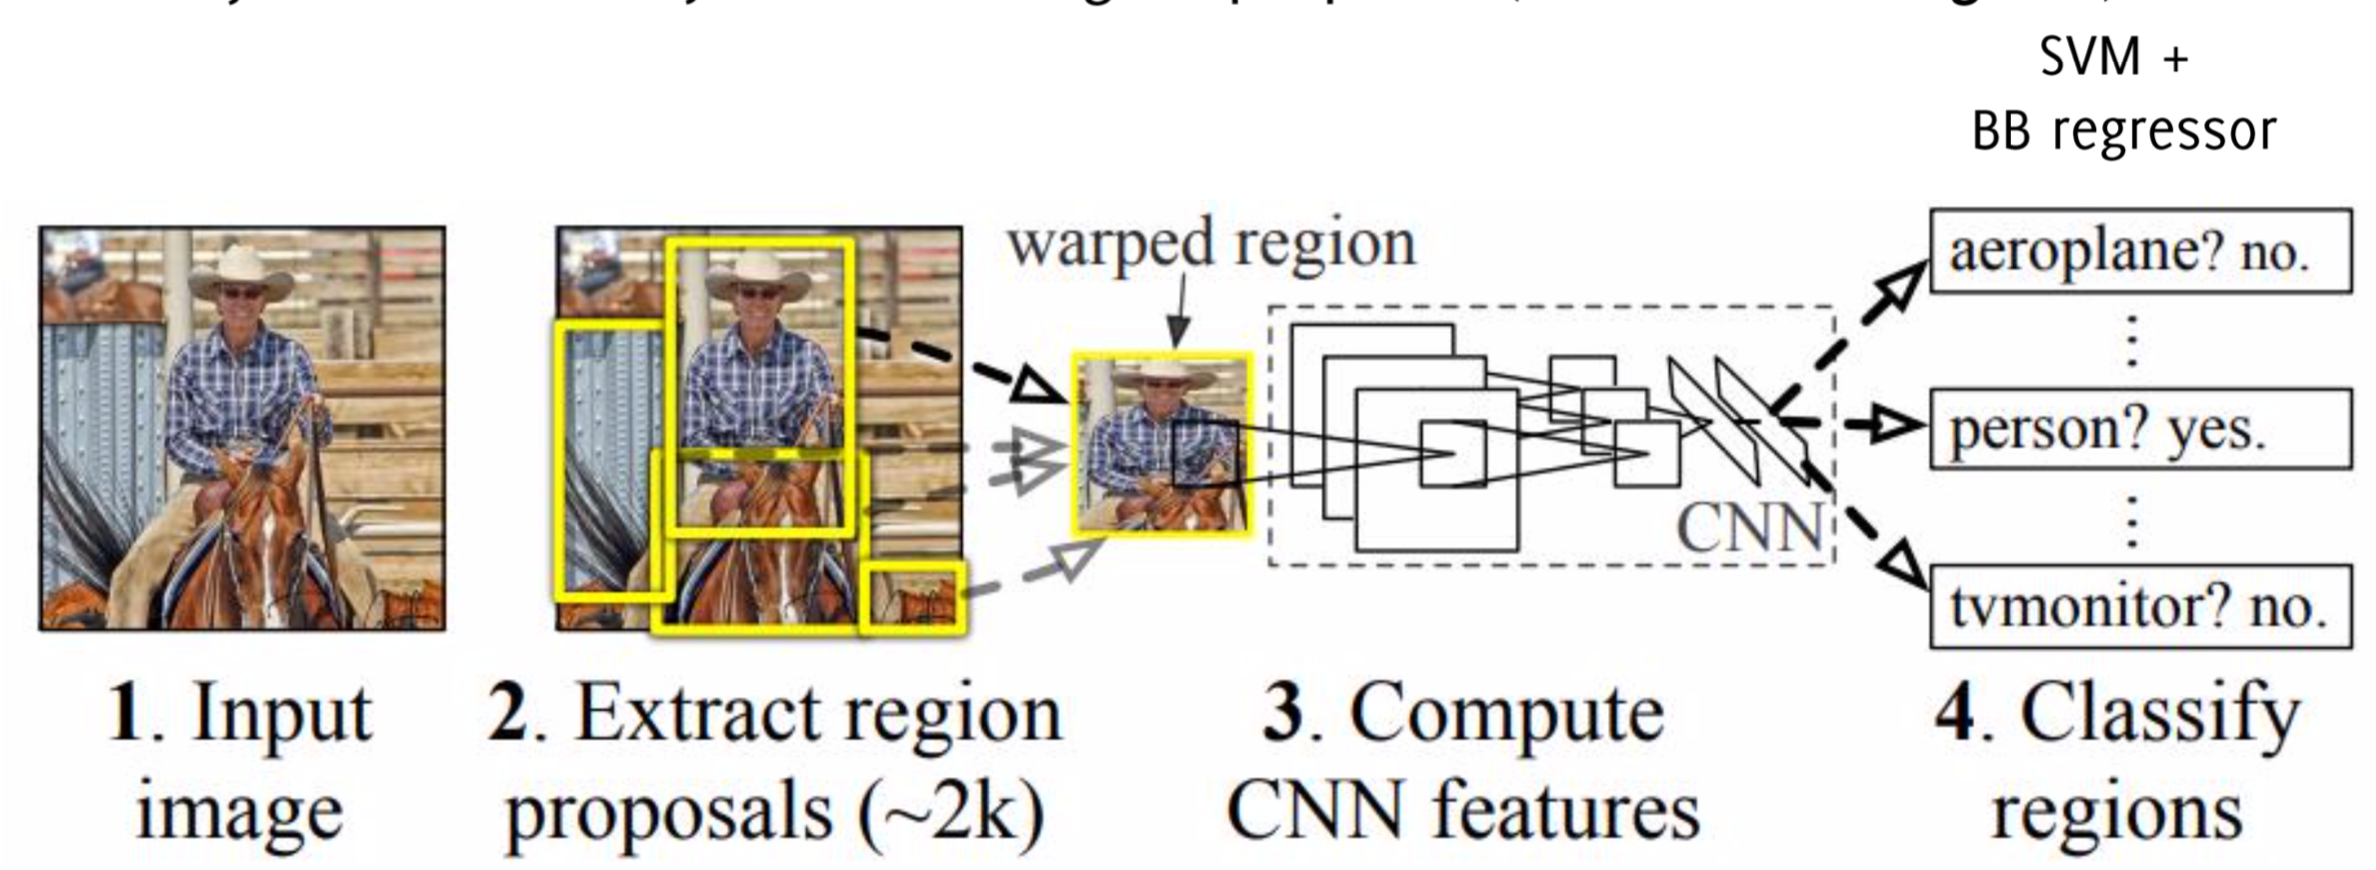 SVM +
BB regressor
warped region
aeroplane? no.
person? yes.
CNN
tvmonitor? no.
1. Input image
2. Extract region proposals (~2k)
3. Compute CNN features
4. Classify regions